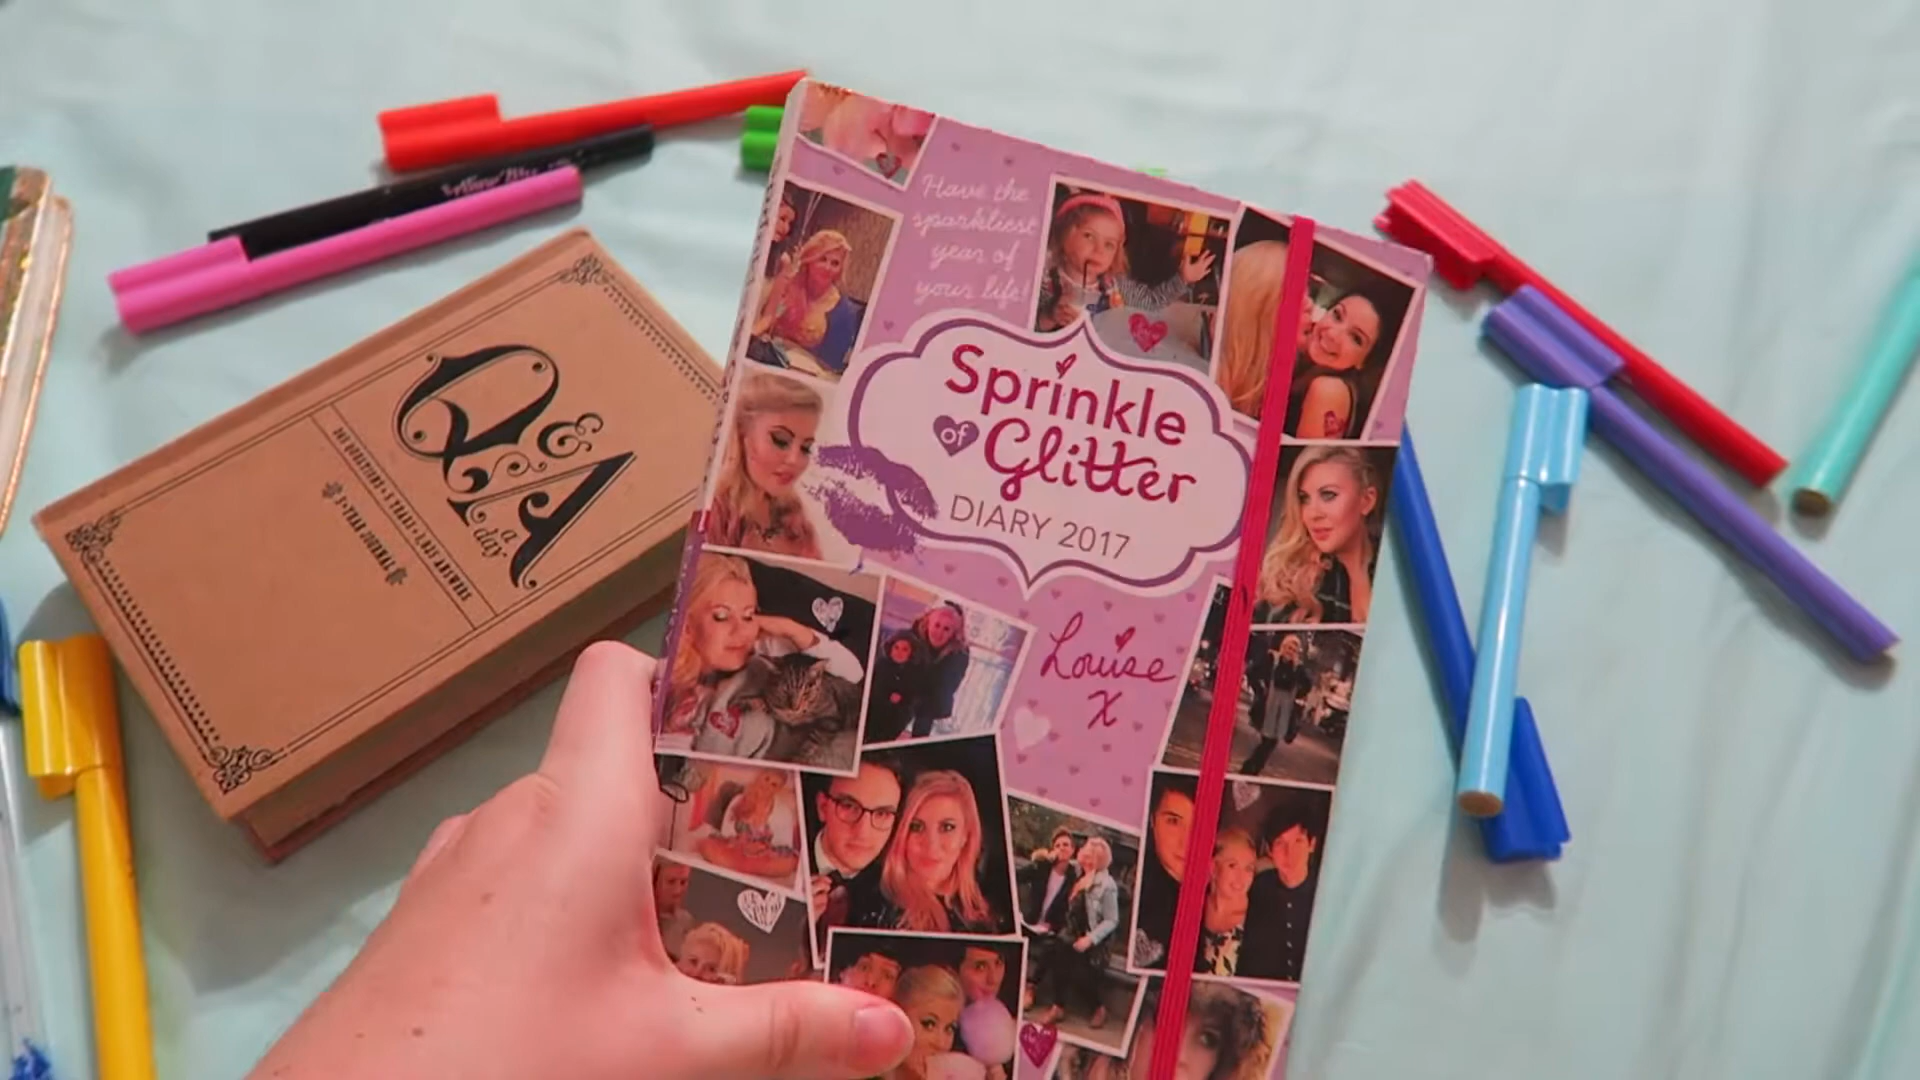 Have the
sparkliest
year of
your life!
Sprinkle
of Glitter
DIARY 2017
Louise
X
Q&A
a
day